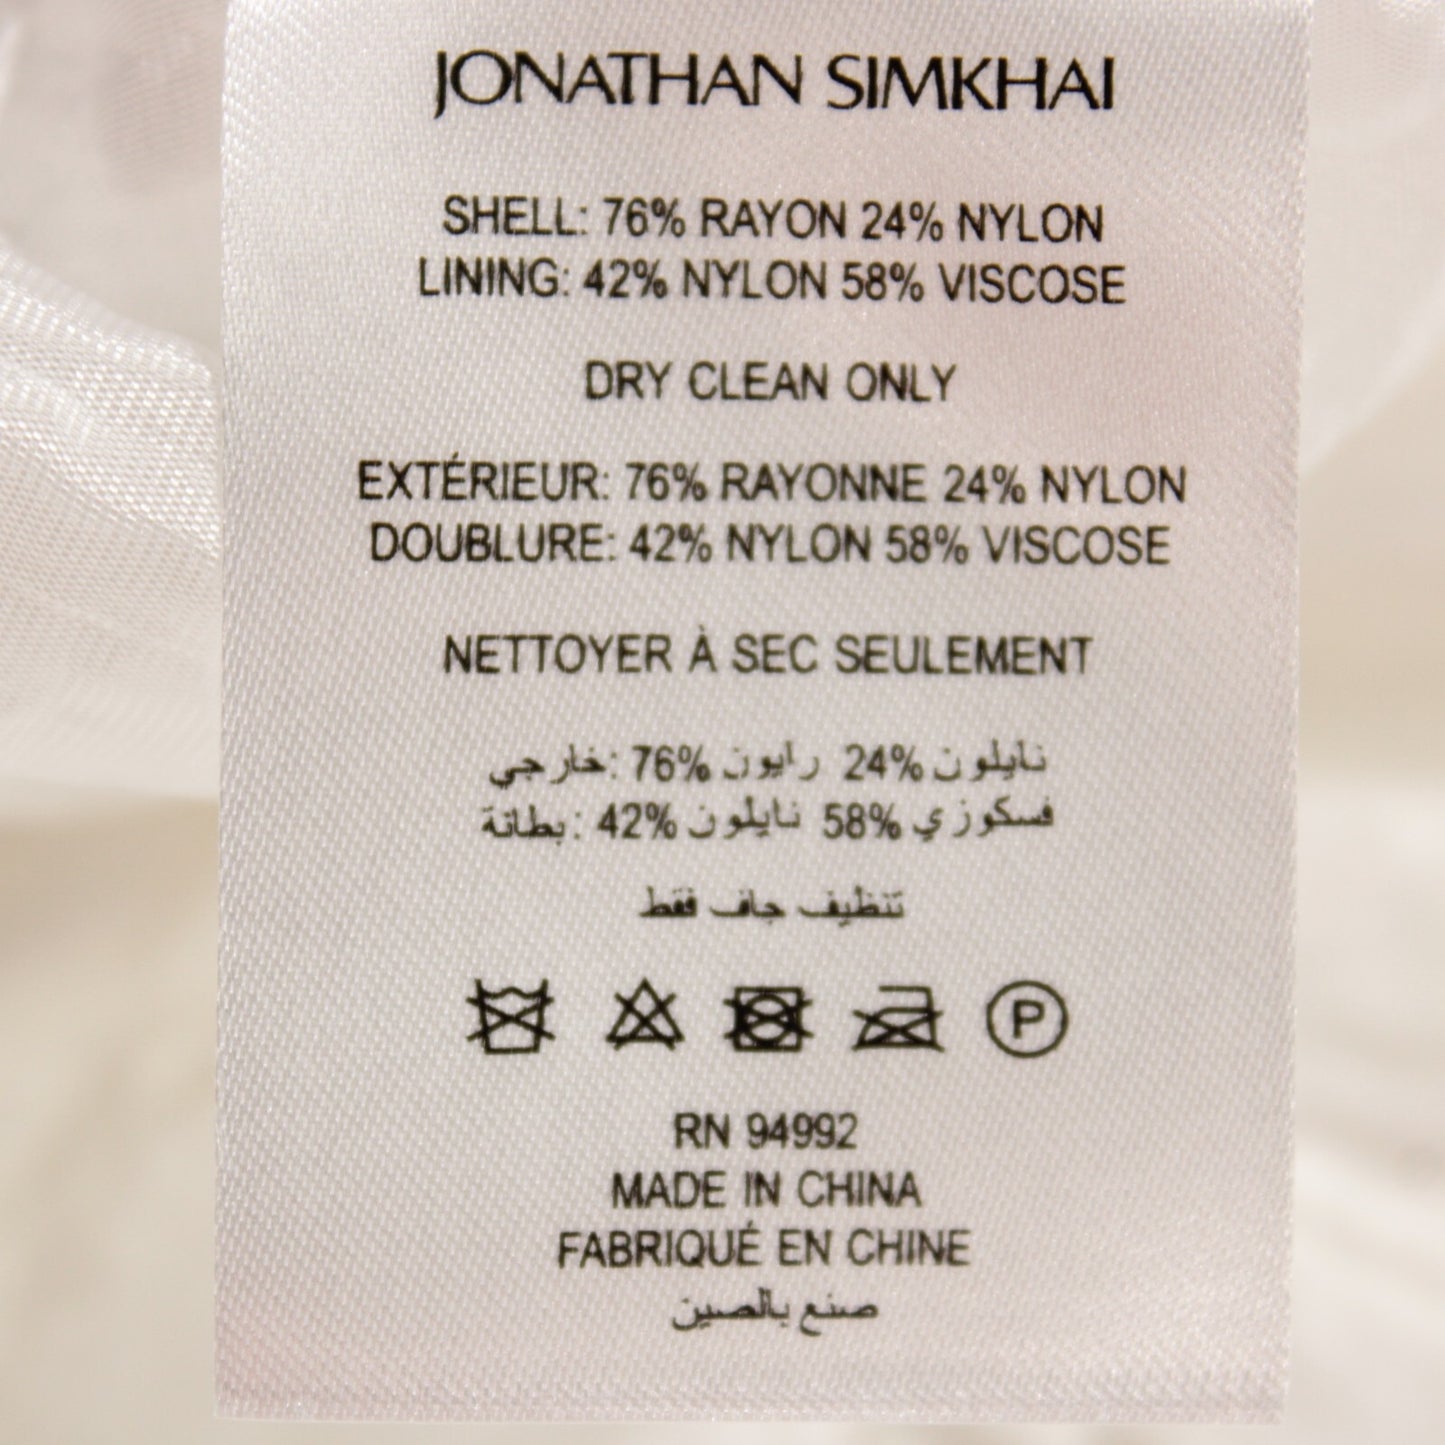 JONATHAN SIMKHAI
SHELL: 76% RAYON 24% NYLON
LINING: 42% NYLON 58% VISCOSE
DRY CLEAN ONLY
EXTÉRIEUR: 76% RAYONNE 24% NYLON
DOUBLURE: 42% NYLON 58% VISCOSE
NETTOYER À SEC SEULEMENT
خارجي: 76% رايون 24% نايلون
بطانة: 42% نايلون 58% فسكوزي
تنظيف جاف فقط
P
RN 94992
MADE IN CHINA
FABRIQUÉ EN CHINE
صنع بالصين